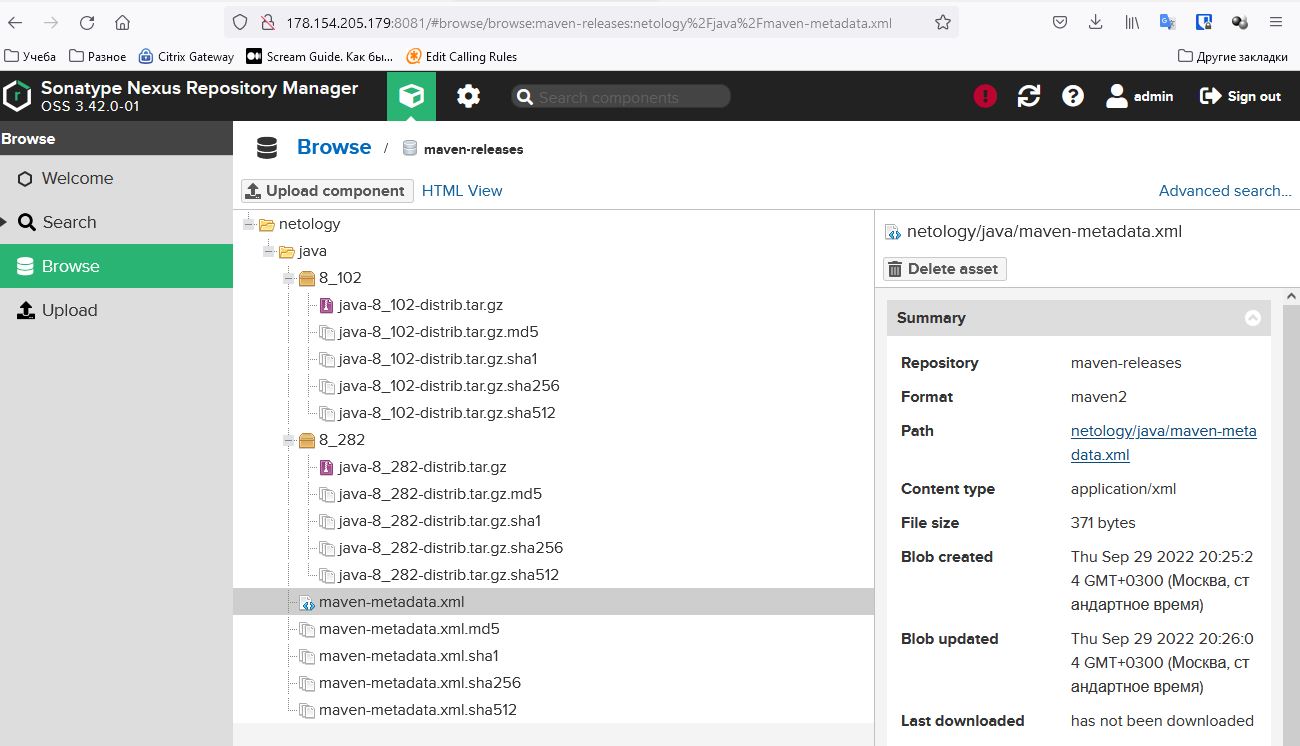 178.154.205.179:8081/#browse/browse:maven-releases:netology%2Fjava%2Fmaven-metadata.xml
Учеба
Разное
Citrix Gateway
Scream Guide. Как бы...
Edit Calling Rules
Другие закладки
Sonatype Nexus Repository Manager
OSS 3.42.0-01
Search components
admin
Sign out
Browse
Welcome
Search
Browse
Upload
Browse / maven-releases
Upload component
HTML View
Advanced search...
netology
java
8_102
java-8_102-distrib.tar.gz
java-8_102-distrib.tar.gz.md5
java-8_102-distrib.tar.gz.sha1
java-8_102-distrib.tar.gz.sha256
java-8_102-distrib.tar.gz.sha512
8_282
java-8_282-distrib.tar.gz
java-8_282-distrib.tar.gz.md5
java-8_282-distrib.tar.gz.sha1
java-8_282-distrib.tar.gz.sha256
java-8_282-distrib.tar.gz.sha512
maven-metadata.xml
maven-metadata.xml.md5
maven-metadata.xml.sha1
maven-metadata.xml.sha256
maven-metadata.xml.sha512
netology/java/maven-metadata.xml
Delete asset
Summary
Repository maven-releases
Format maven2
Path netology/java/maven-meta
data.xml
Content type application/xml
File size 371 bytes
Blob created Thu Sep 29 2022 20:25:2
4 GMT+0300 (Москва, ст
андартное время)
Blob updated Thu Sep 29 2022 20:26:0
4 GMT+0300 (Москва, ст
андартное время)
Last downloaded has not been downloaded